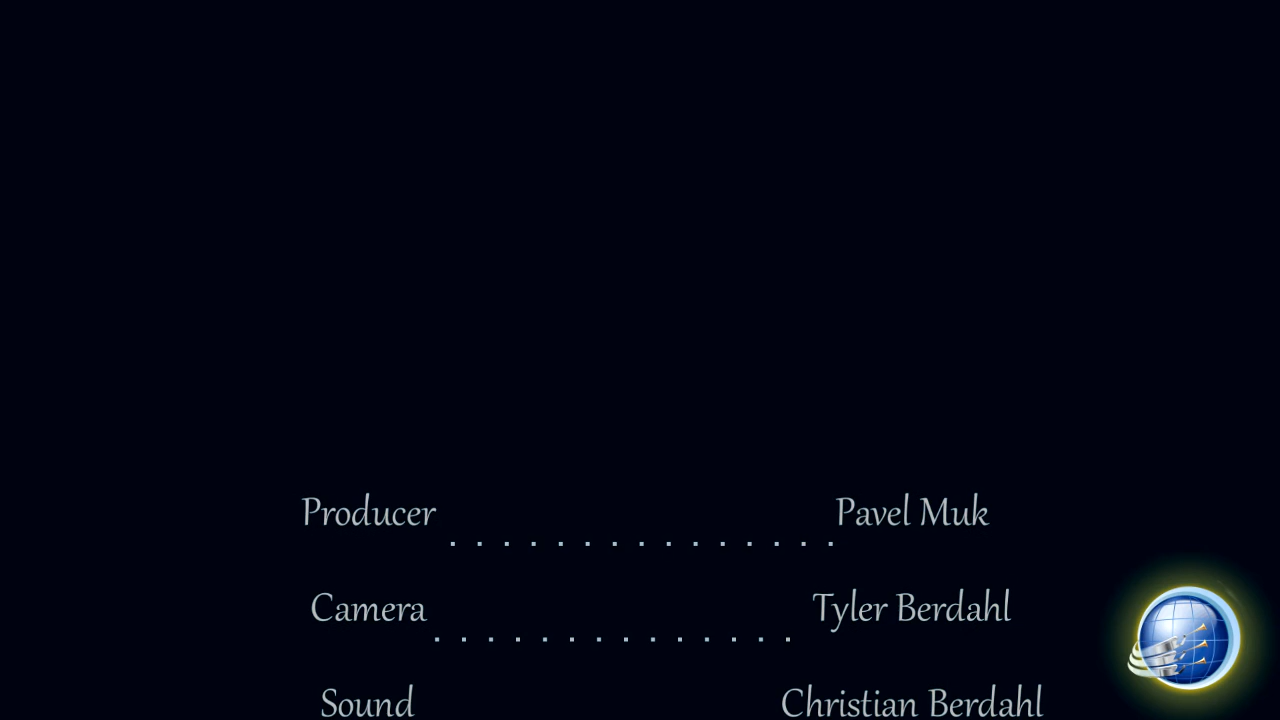 Producer . . . . . . . . . . . . . . . Pavel Muk
Camera . . . . . . . . . . . . . . Tyler Berdahl
Sound Christian Berdahl